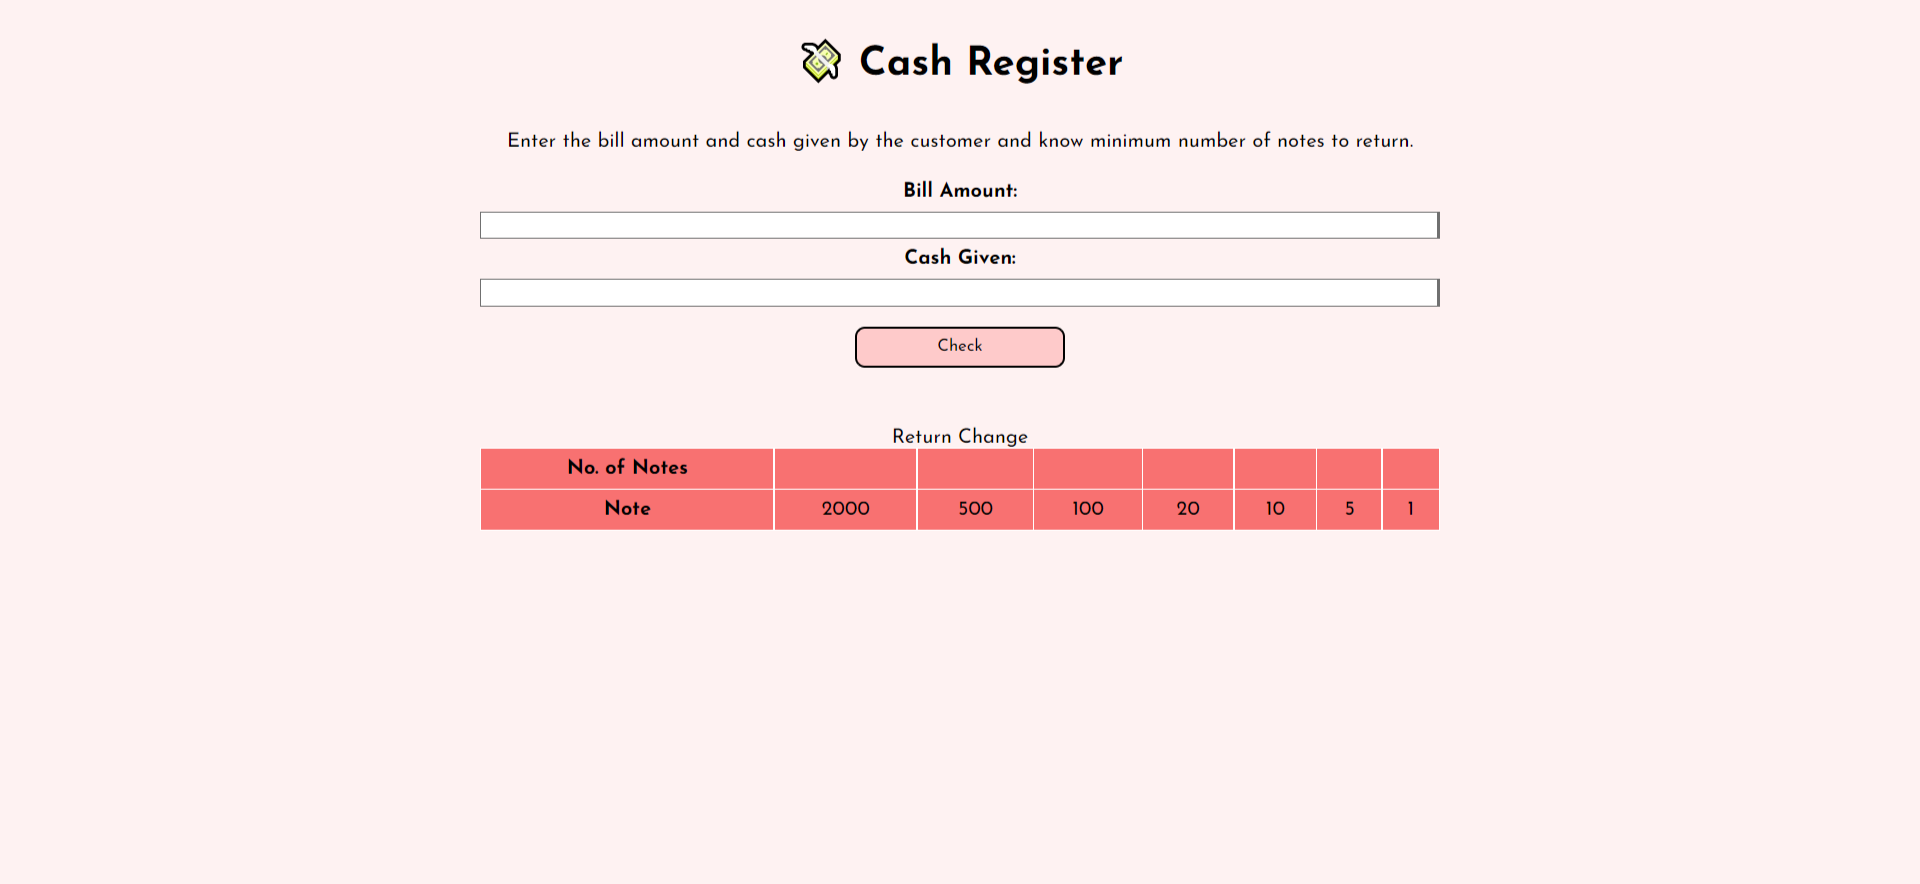 Cash Register
Enter the bill amount and cash given by the customer and know minimum number of notes to return.
Bill Amount:
Cash Given:
Check
Return Change
No. of Notes
Note 2000 500 100 20 10 5 1